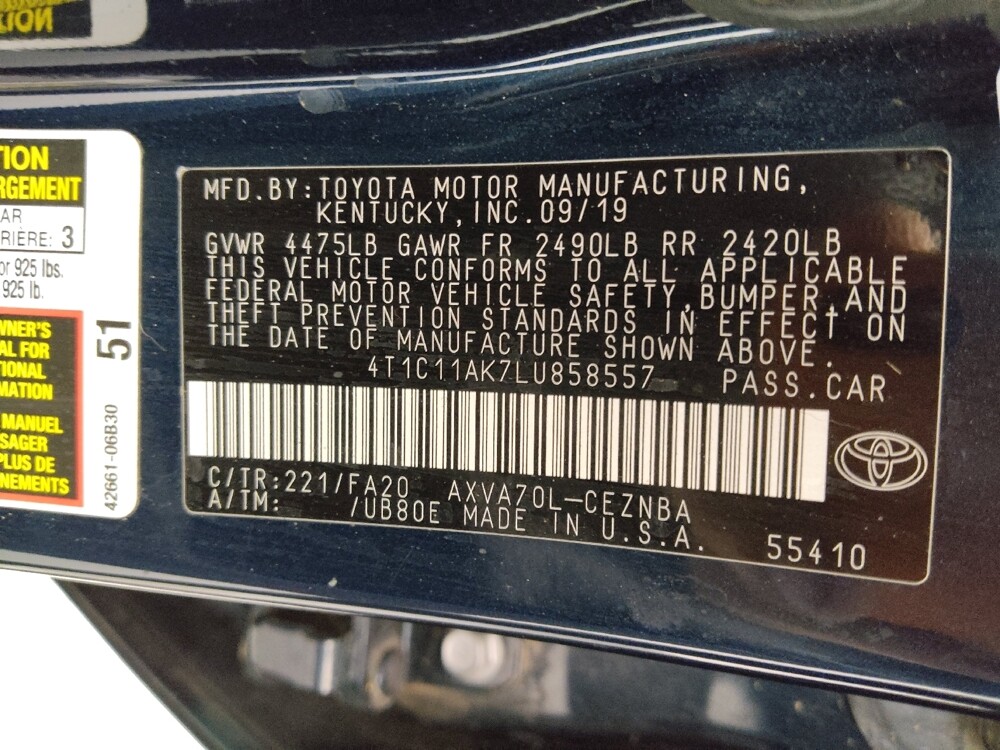 TION
RGEMENT
AR
RIÈRE: 3
or 925 lbs.
925 lb.
WNER'S
AL FOR
TIONAL
MATION
MANUEL
SAGER
PLUS DE
NEMENTS
51
42661-06B30
MFD.BY:TOYOTA MOTOR MANUFACTURING,
KENTUCKY,INC.09/19
GVWR 4475LB GAWR FR 2490LB RR 2420LB
THIS VEHICLE CONFORMS TO ALL APPLICABLE
FEDERAL MOTOR VEHICLE SAFETY,BUMPER,AND
THEFT PREVENTION STANDARDS IN EFFECT ON
THE DATE OF MANUFACTURE SHOWN ABOVE.
4T1C11AK7LU858557 PASS.CAR
C/TR:221/FA20 AXVA70L-CEZNBA
A/TM: /UB80E MADE IN U.S.A.
55410